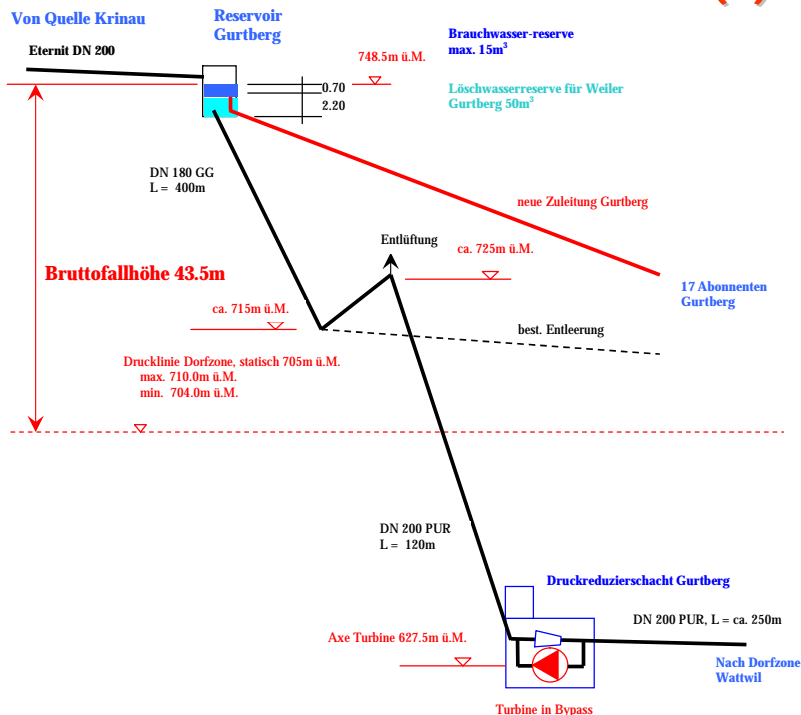 Von Quelle Krinau
Reservoir
Gurtberg
Eternit DN 200
Brauchwasser-reserve
max. 15m³
748.5m ü.M.
0.70
2.20
Löschwasserreserve für Weiler
Gurtberg 50m³
DN 180 GG
L = 400m
neue Zuleitung Gurtberg
Entlüftung
ca. 725m ü.M.
Bruttofallhöhe 43.5m
17 Abonnenten
Gurtberg
ca. 715m ü.M.
best. Entleerung
Drucklinie Dorfzone, statisch 705m ü.M.
max. 710.0m ü.M.
min. 704.0m ü.M.
DN 200 PUR
L = 120m
Druckreduzierschacht Gurtberg
DN 200 PUR, L = ca. 250m
Axe Turbine 627.5m ü.M.
Nach Dorfzone
Wattwil
Turbine in Bypass